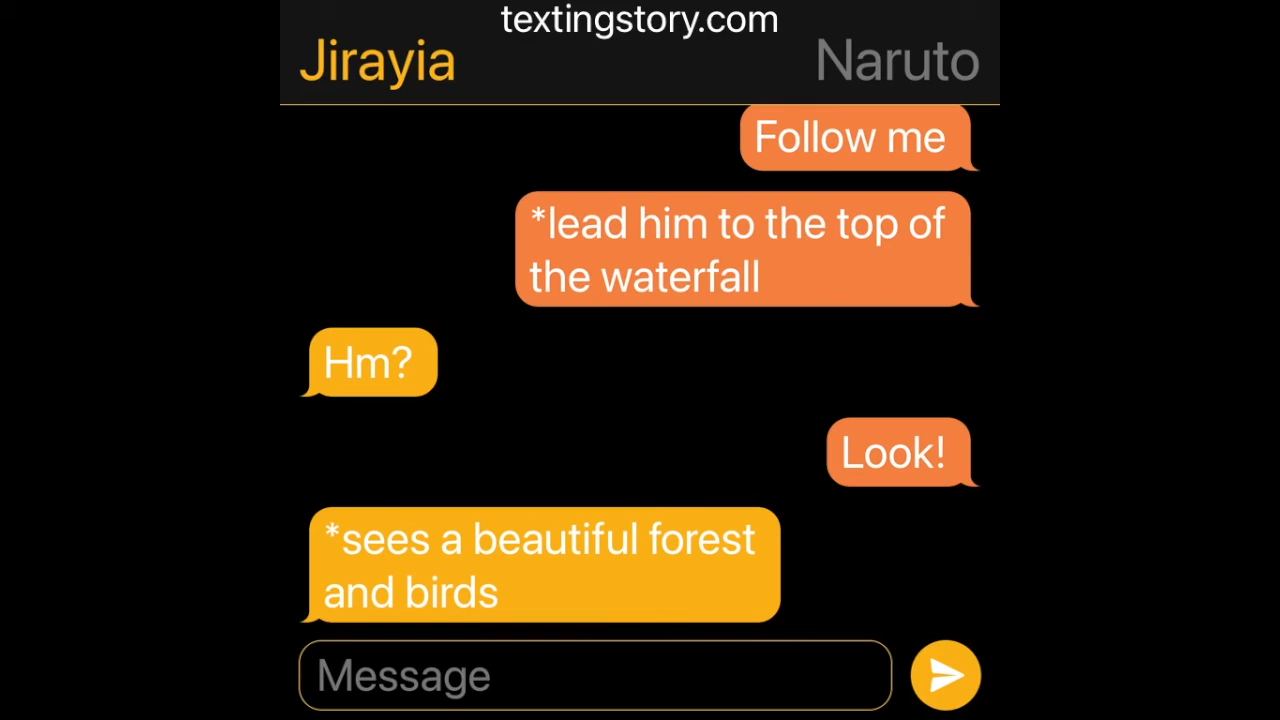 textingstory.com
Jirayia
Naruto
Follow me
*lead him to the top of
the waterfall
Hm?
Look!
*sees a beautiful forest
and birds
Message